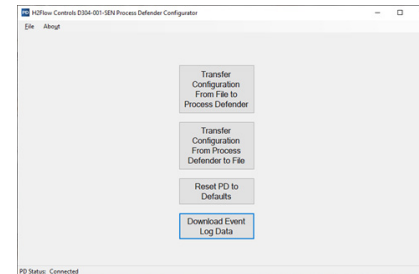 PD H2Flow Controls D304-001-SEN Process Defender Configurator
File About
Transfer
Configuration
From File to
Process Defender
Transfer
Configuration
From Process
Defender to File
Reset PD to
Defaults
Download Event
Log Data
PD Status: Connected